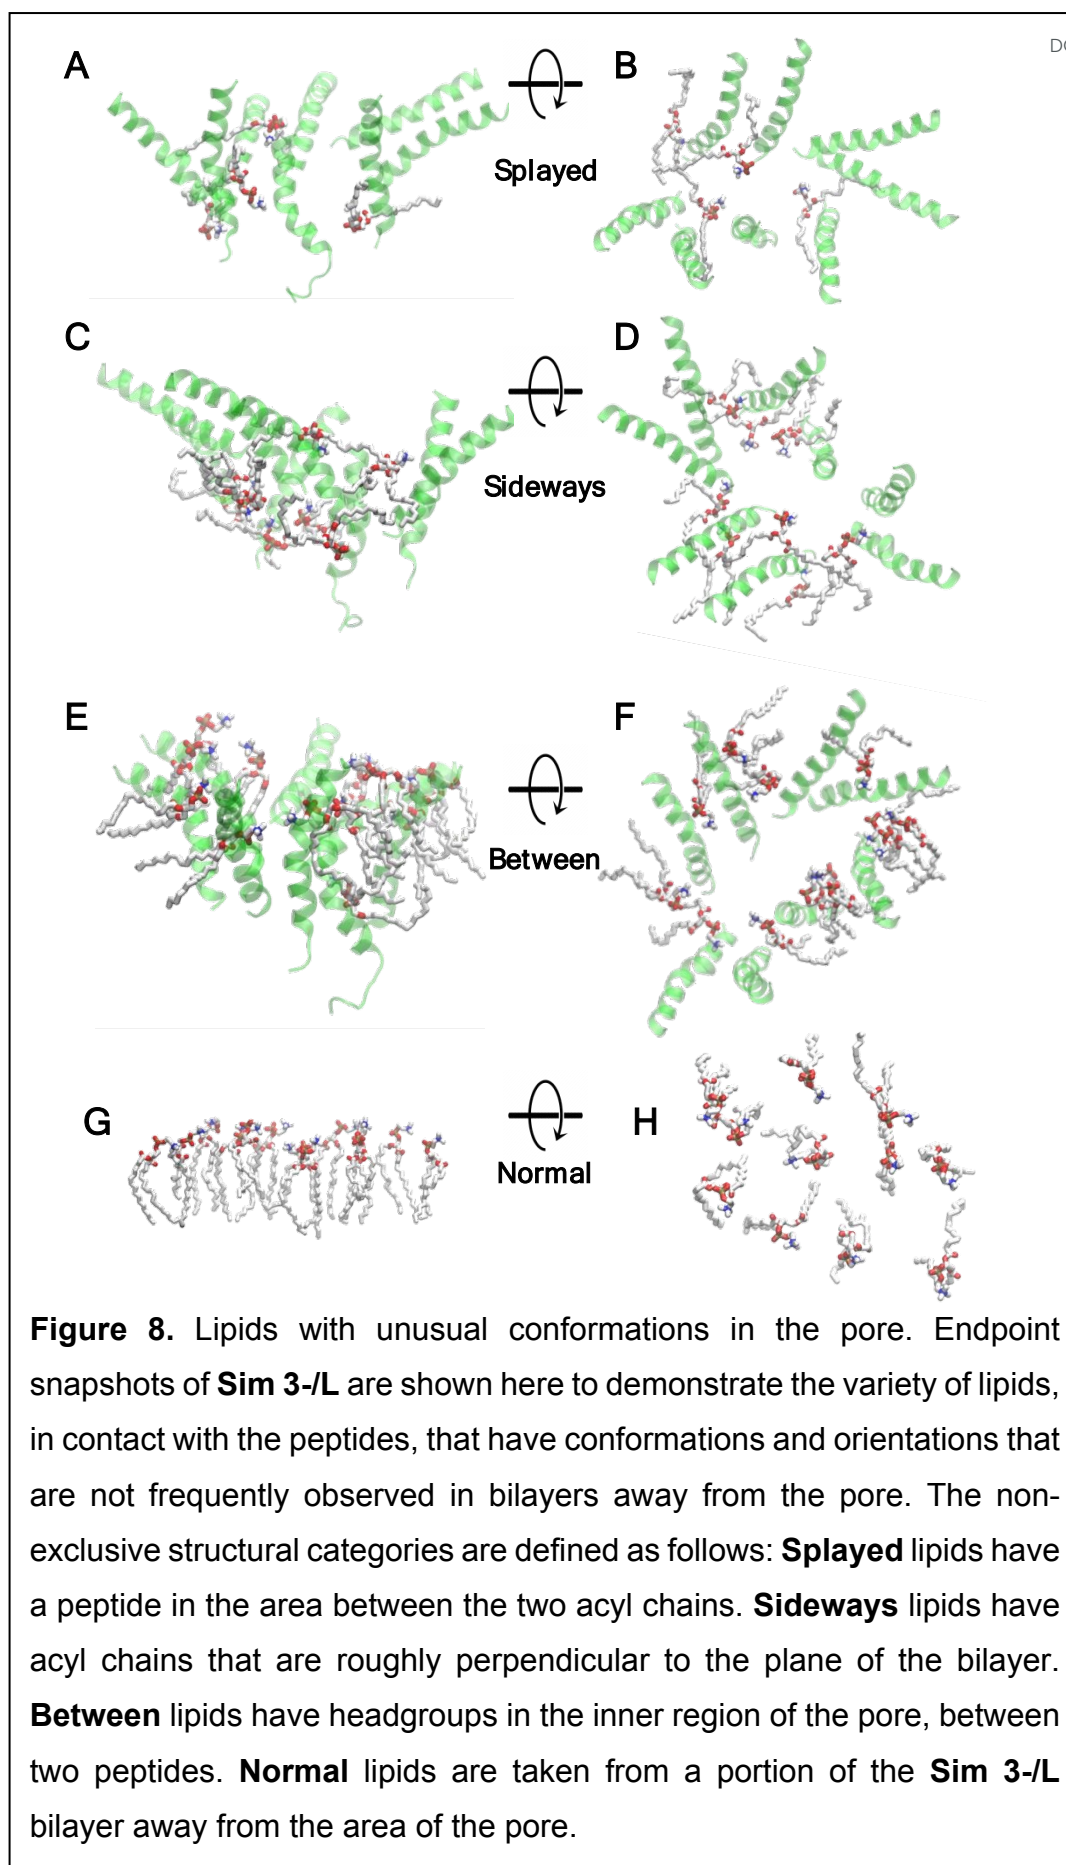 DO
A
B
Splayed
C
D
Sideways
E
F
Between
G
H
Normal
Figure 8. Lipids with unusual conformations in the pore. Endpoint
snapshots of Sim 3-/L are shown here to demonstrate the variety of lipids,
in contact with the peptides, that have conformations and orientations that
are not frequently observed in bilayers away from the pore. The non-
exclusive structural categories are defined as follows: Splayed lipids have
a peptide in the area between the two acyl chains. Sideways lipids have
acyl chains that are roughly perpendicular to the plane of the bilayer.
Between lipids have headgroups in the inner region of the pore, between
two peptides. Normal lipids are taken from a portion of the Sim 3-/L
bilayer away from the area of the pore.